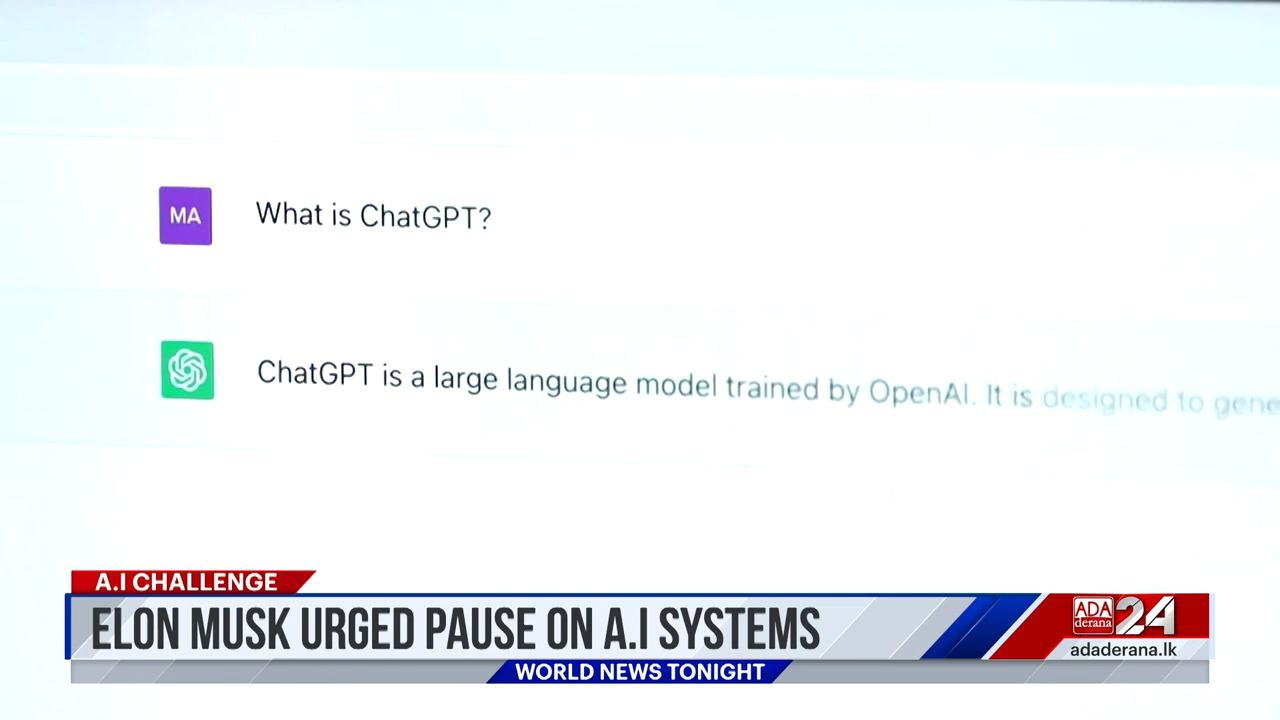 MA
What is ChatGPT?
ChatGPT is a large language model trained by OpenAI. It is designed to gene
A.I CHALLENGE
ELON MUSK URGED PAUSE ON A.I SYSTEMS
ADA
derana
24
adaderana.lk
WORLD NEWS TONIGHT